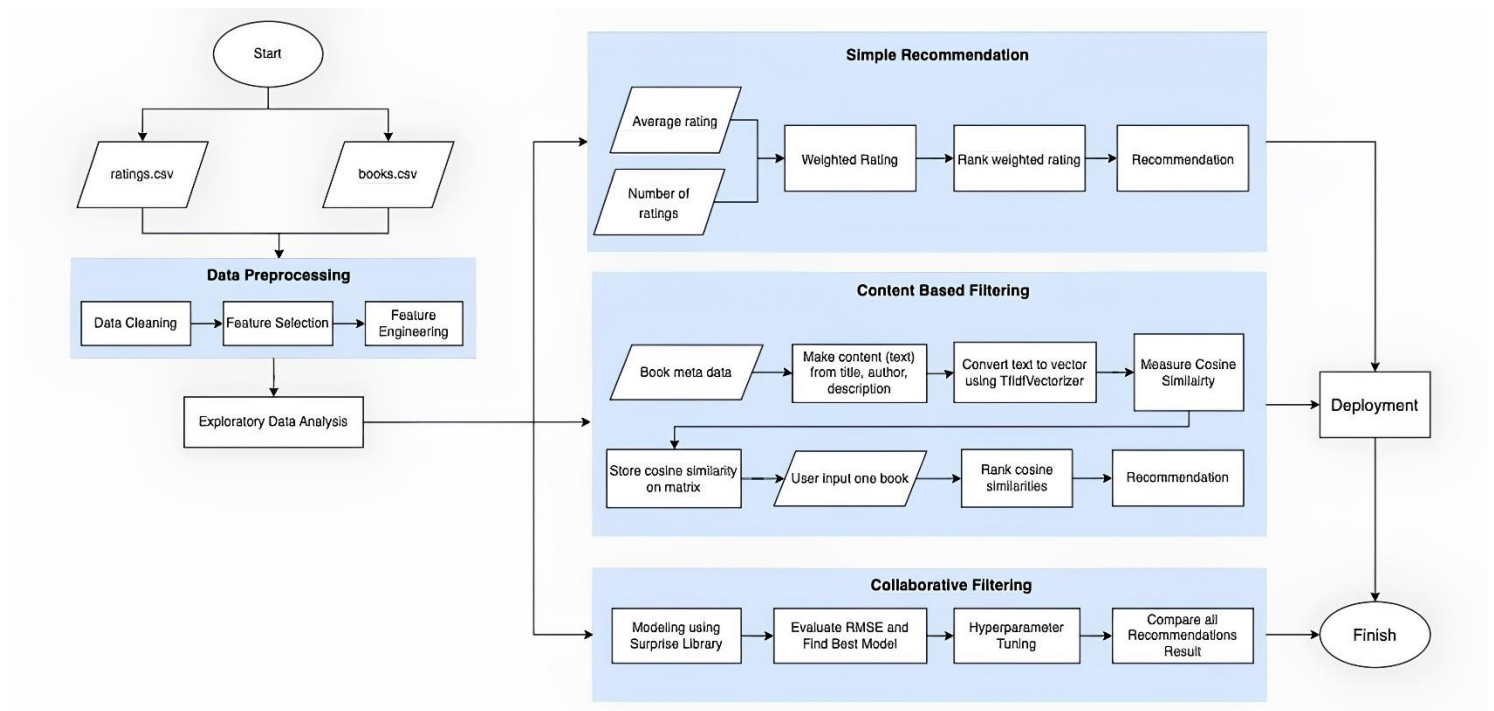 Start
ratings.csv
books.csv
Data Preprocessing
Data Cleaning
Feature Selection
Feature
Engineering
Exploratory Data Analysis
Simple Recommendation
Average rating
Number of
ratings
Weighted Rating
Rank weighted rating
Recommendation
Content Based Filtering
Book meta data
Make content (text)
from title, author,
description
Convert text to vector
using TfidfVectorizer
Measure Cosine
Similairty
Store cosine similarity
on matrix
User input one book
Rank cosine
similarities
Recommendation
Collaborative Filtering
Modeling using
Surprise Library
Evaluate RMSE and
Find Best Model
Hyperparameter
Tuning
Compare all
Recommendations
Result
Deployment
Finish